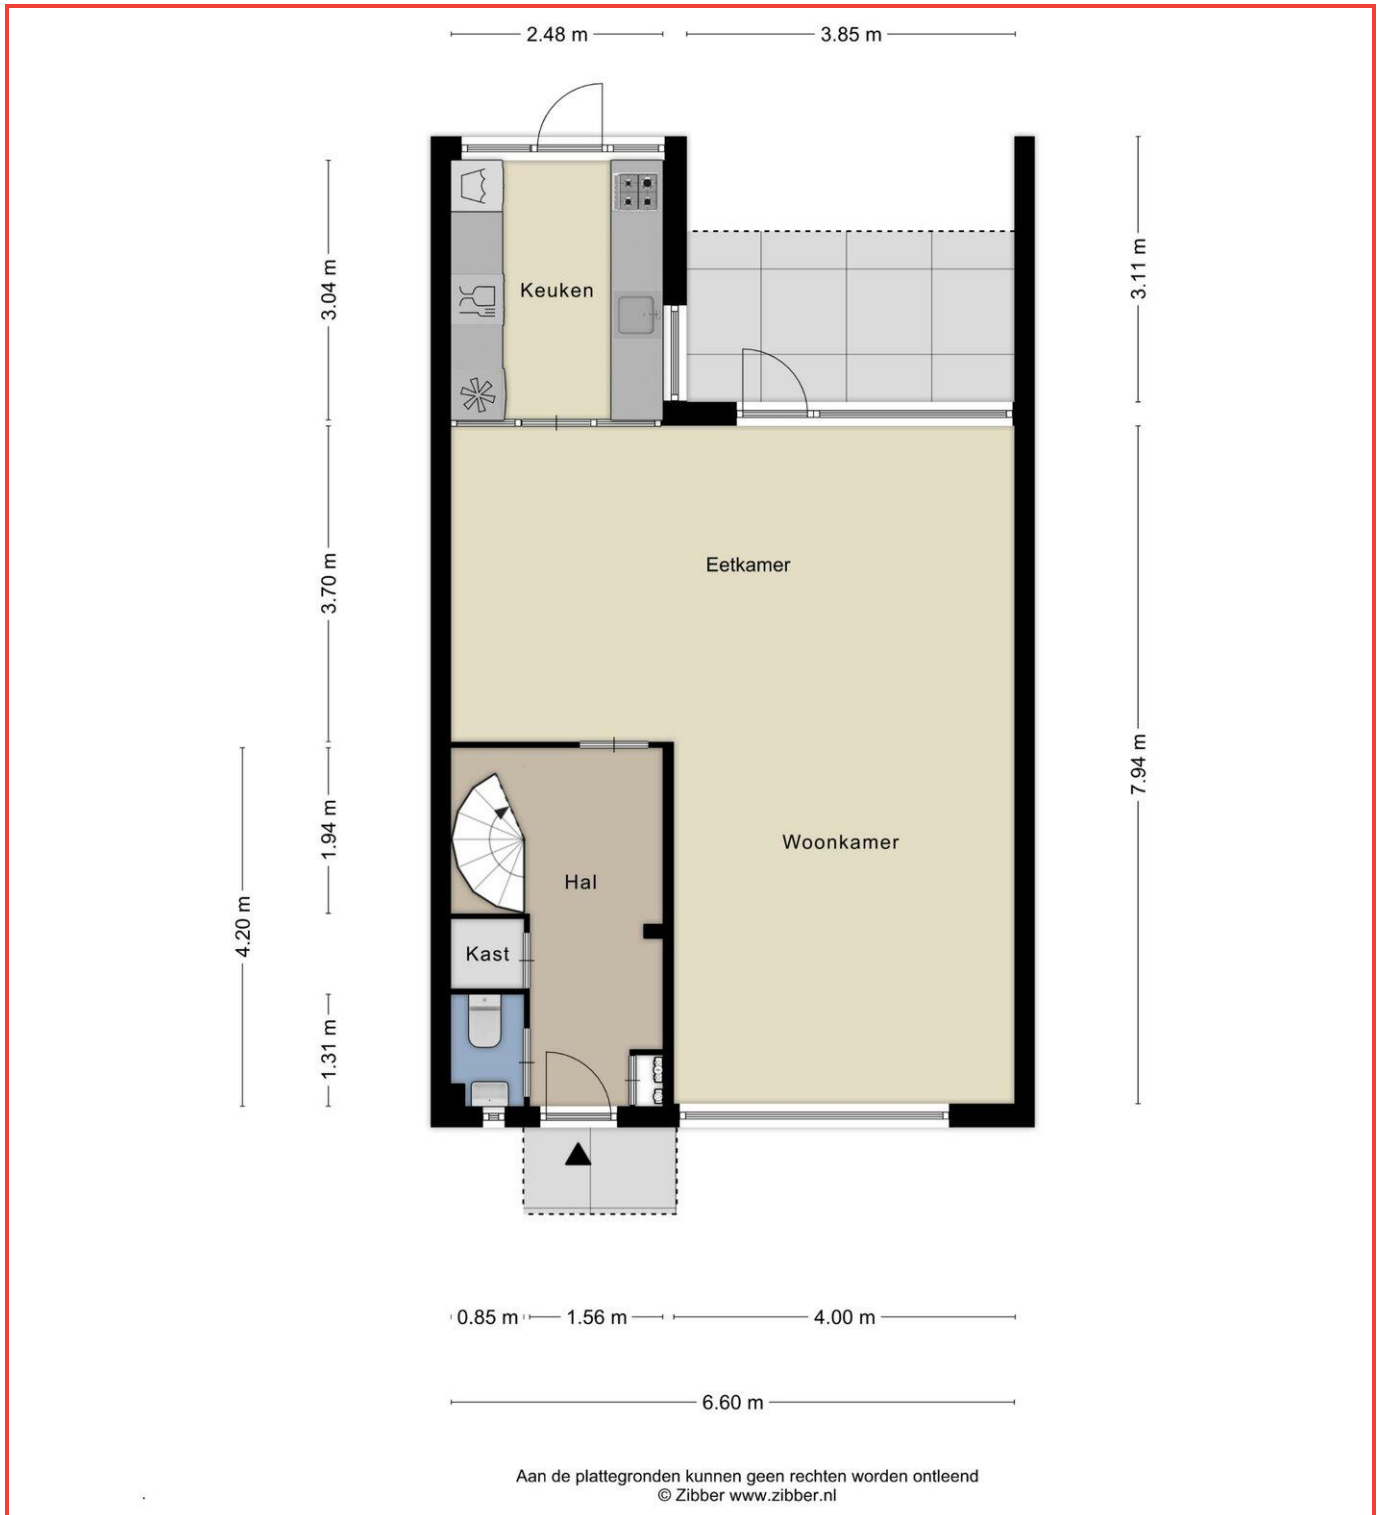 2.48 m
3.85 m
3.04 m
Keuken
3.11 m
3.70 m
Eetkamer
7.94 m
1.94 m
Woonkamer
Hal
4.20 m
Kast
1.31 m
0.85 m
1.56 m
4.00 m
6.60 m
Aan de plattegronden kunnen geen rechten worden ontleend
© Zibber www.zibber.nl